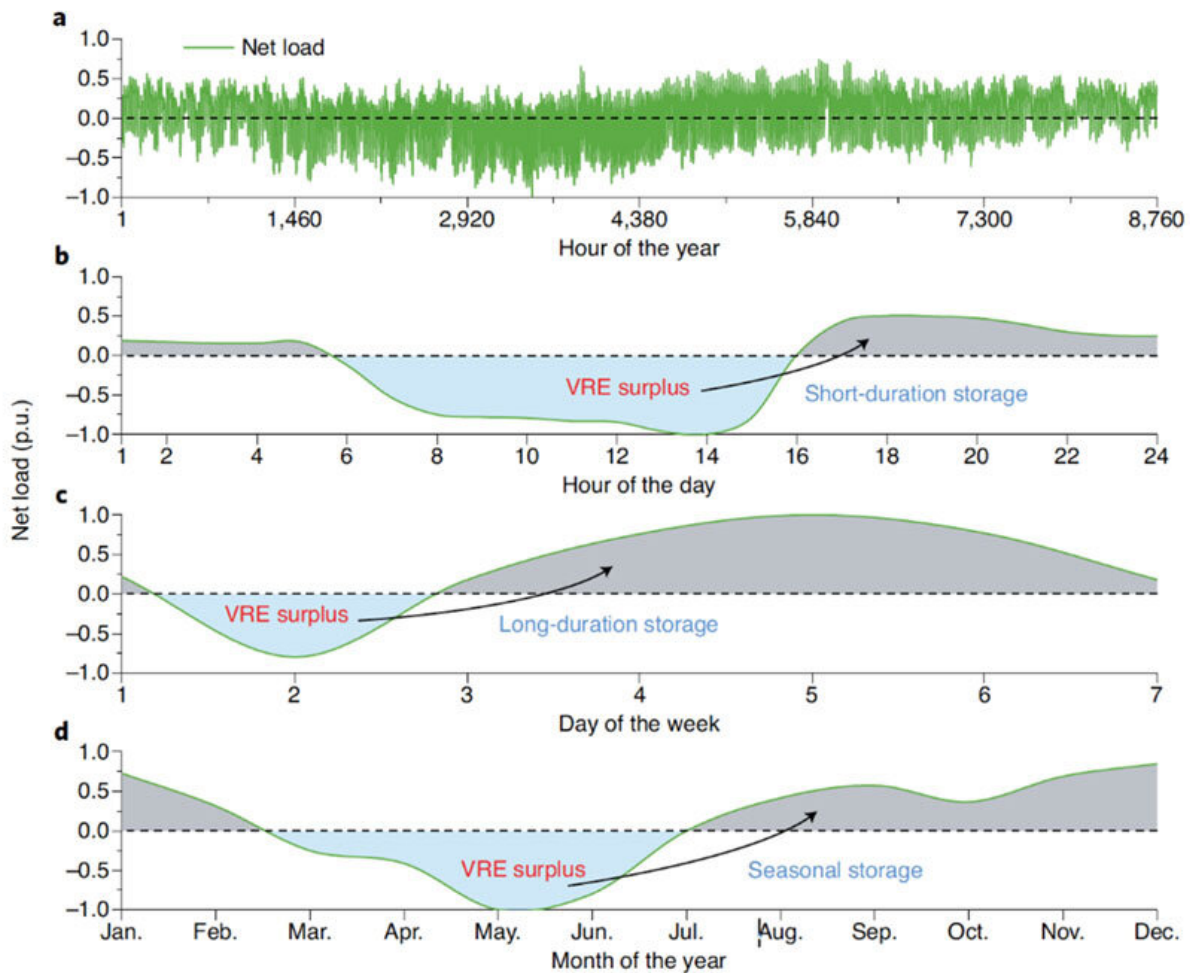 a
1.0
0.5
0.0
–0.5
–1.0
Net load
1 1,460 2,920 4,380 5,840 7,300 8,760
Hour of the year
b
1.0
0.5
0.0
–0.5
–1.0
VRE surplus
Short-duration storage
1 2 4 6 8 10 12 14 16 18 20 22 24
Hour of the day
Net load (p.u.)
c
1.0
0.5
0.0
–0.5
–1.0
VRE surplus
Long-duration storage
1 2 3 4 5 6 7
Day of the week
d
1.0
0.5
0.0
–0.5
–1.0
VRE surplus
Seasonal storage
Jan. Feb. Mar. Apr. May. Jun. Jul. Aug. Sep. Oct. Nov. Dec.
Month of the year